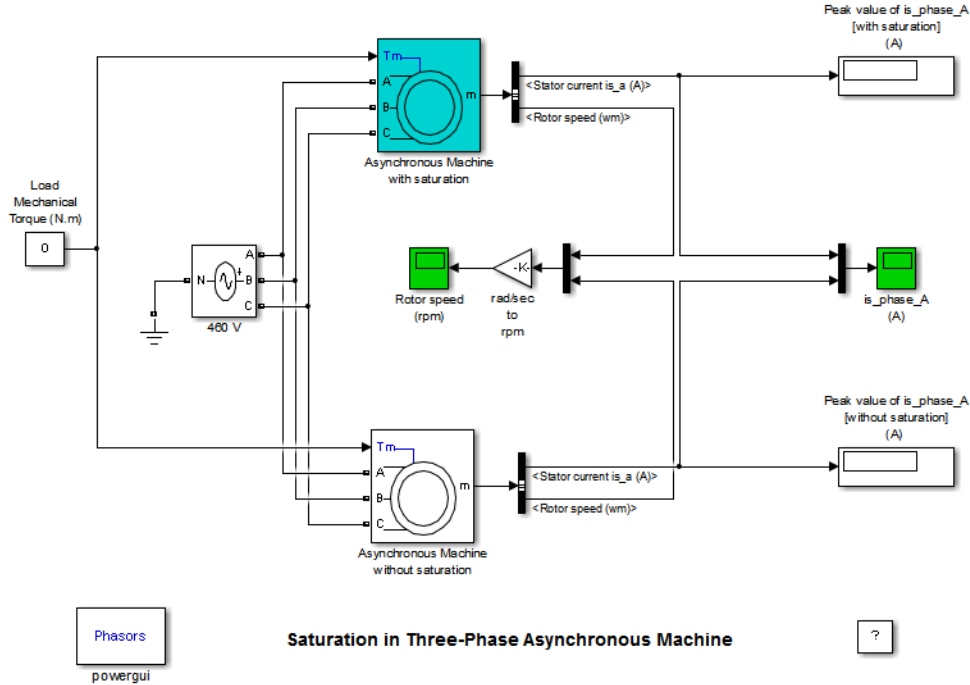 Peak value of is_phase_A
[with saturation]
(A)
Tm
A
B
C
m
<Stator current is_a (A)>
<Rotor speed (wm)>
Asynchronous Machine
with saturation
Load
Mechanical
Torque (N.m)
0
N
A
B
C
+
460 V
Rotor speed
(rpm)
-K-
rad/sec
to
rpm
is_phase_A
(A)
Peak value of is_phase_A
[without saturation]
(A)
Tm
A
B
C
m
<Stator current is_a (A)>
<Rotor speed (wm)>
Asynchronous Machine
without saturation
Phasors
powergui
Saturation in Three-Phase Asynchronous Machine
?